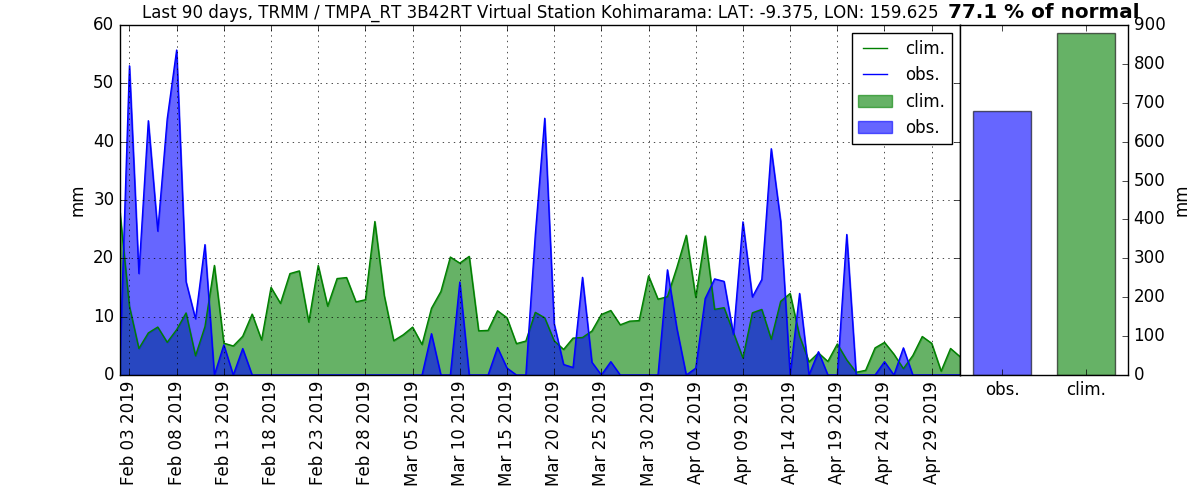 Last 90 days, TRMM / TMPA_RT 3B42RT Virtual Station Kohimarama: LAT: -9.375, LON: 159.625 77.1 % of normal
60
50
40
30
20
10
0
mm
clim.
obs.
clim.
obs.
900
800
700
600
500
400
300
200
100
0
mm
obs. clim.
Feb 03 2019
Feb 08 2019
Feb 13 2019
Feb 18 2019
Feb 23 2019
Feb 28 2019
Mar 05 2019
Mar 10 2019
Mar 15 2019
Mar 20 2019
Mar 25 2019
Mar 30 2019
Apr 04 2019
Apr 09 2019
Apr 14 2019
Apr 19 2019
Apr 24 2019
Apr 29 2019